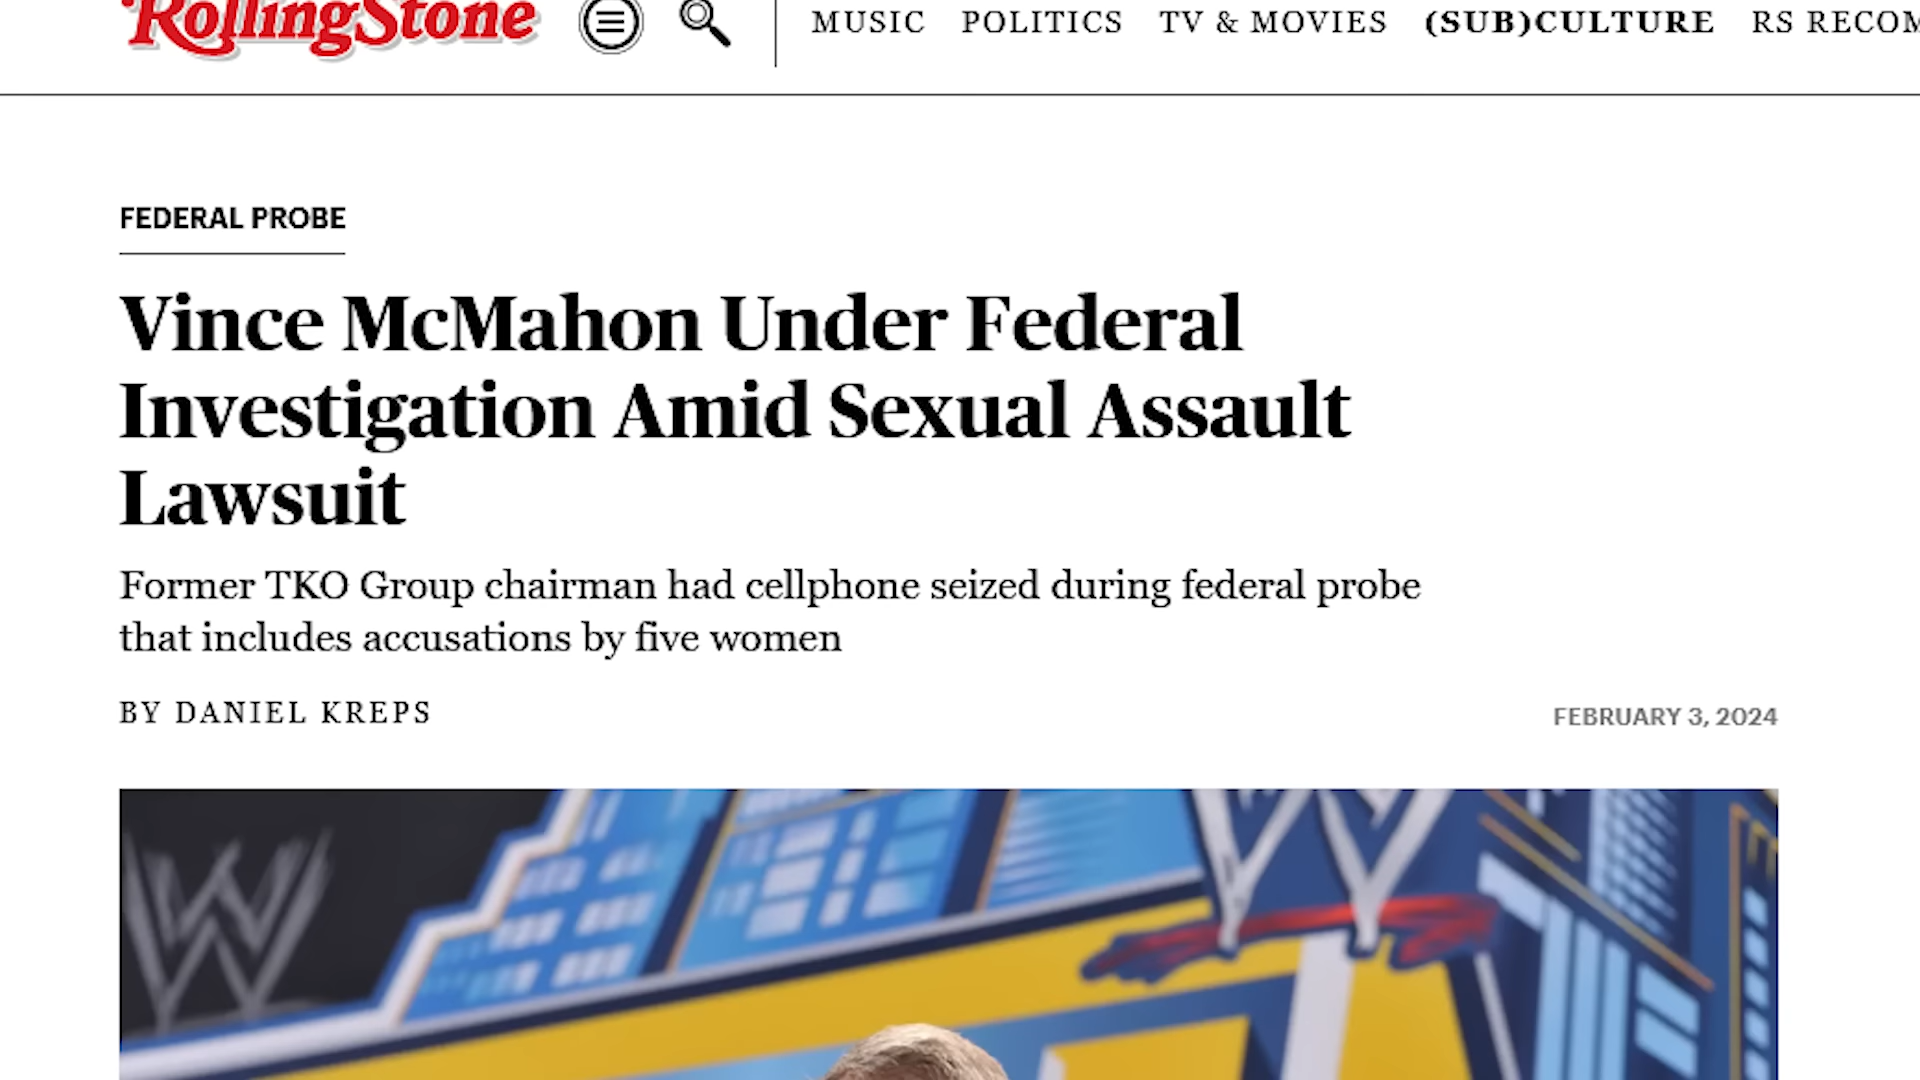 RollingStone
MUSIC POLITICS TV & MOVIES (SUB)CULTURE RS
FEDERAL PROBE
Vince McMahon Under Federal
Investigation Amid Sexual Assault
Lawsuit
Former TKO Group chairman had cellphone seized during federal probe
that includes accusations by five women
BY DANIEL KREPS
FEBRUARY 3, 2024
W
W